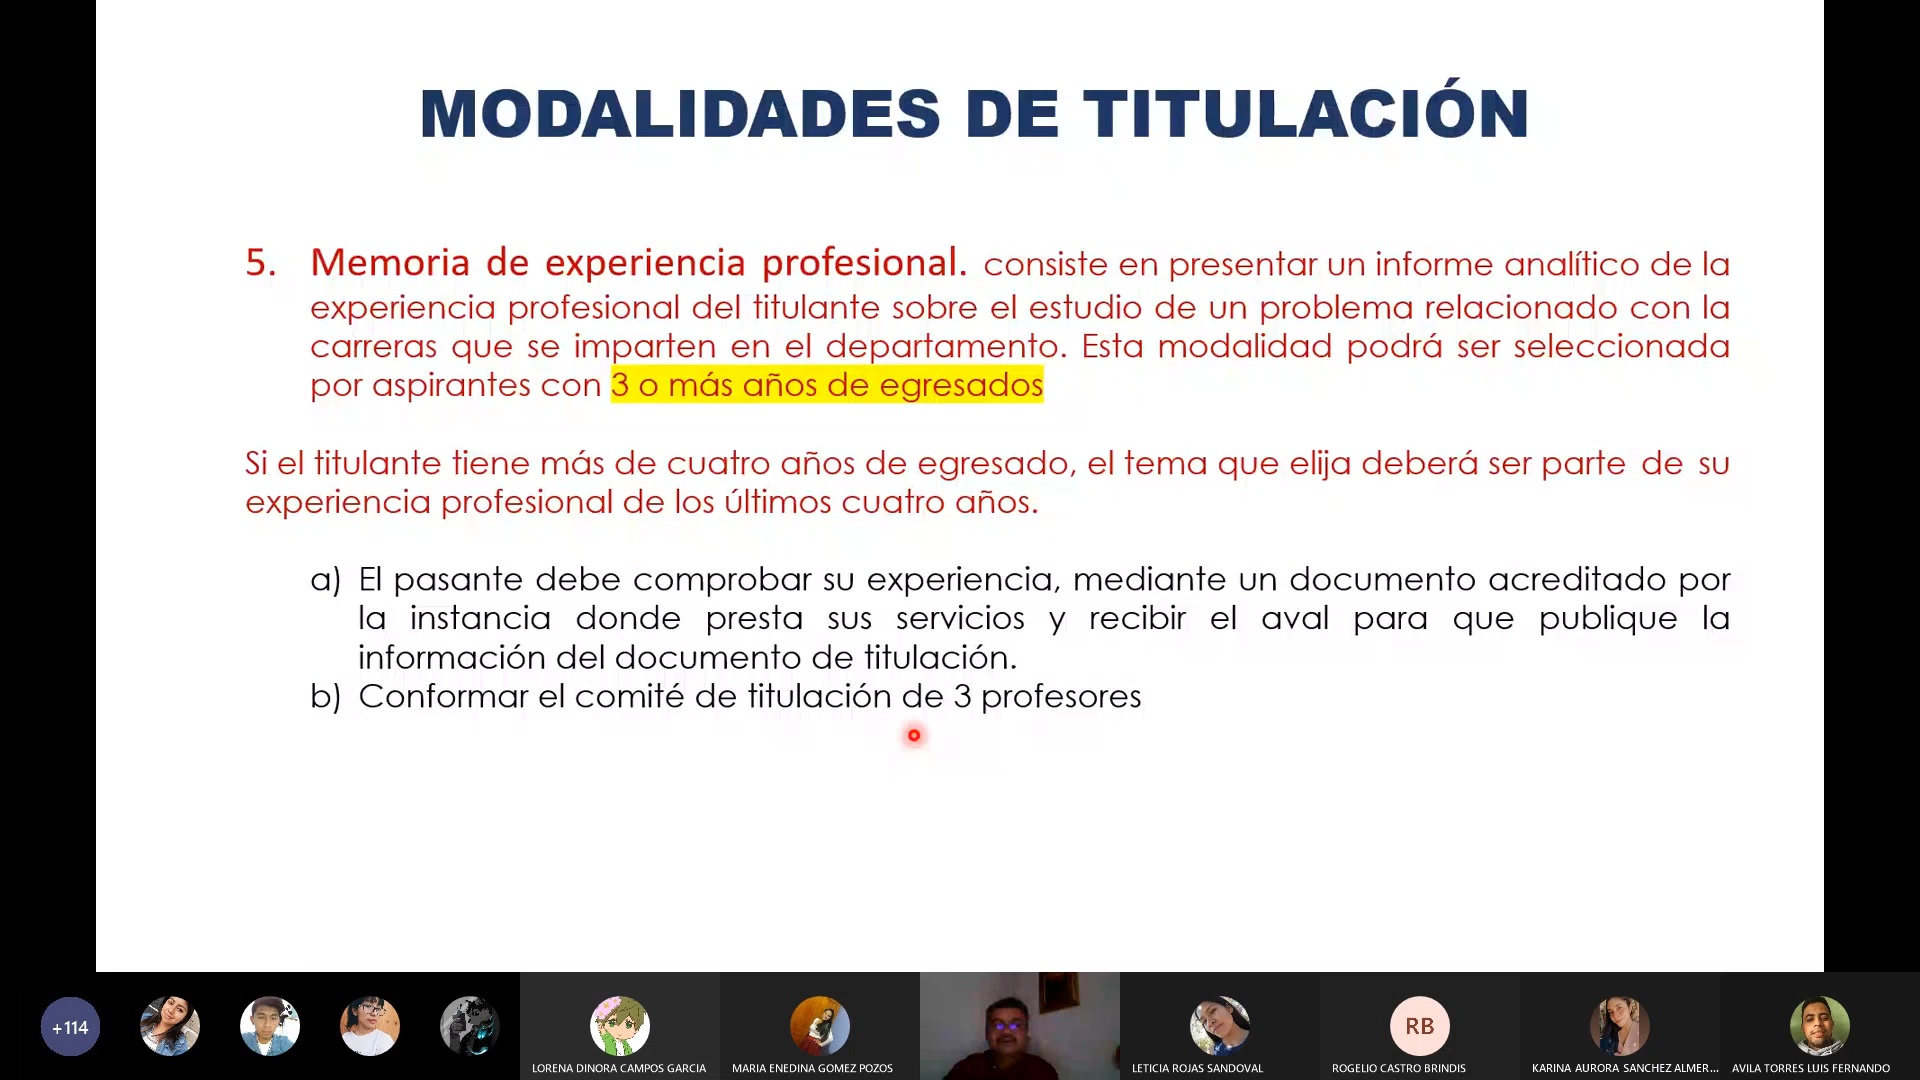 MODALIDADES DE TITULACIÓN
5. Memoria de experiencia profesional. consiste en presentar un informe analítico de la
experiencia profesional del titulante sobre el estudio de un problema relacionado con la
carreras que se imparten en el departamento. Esta modalidad podrá ser seleccionada
por aspirantes con 3 o más años de egresados
Si el titulante tiene más de cuatro años de egresado, el tema que elija deberá ser parte de su
experiencia profesional de los últimos cuatro años.
a) El pasante debe comprobar su experiencia, mediante un documento acreditado por
la instancia donde presta sus servicios y recibir el aval para que publique la
información del documento de titulación.
b) Conformar el comité de titulación de 3 profesores
+114
RB
LORENA DINORA CAMPOS GARCIA
MARIA ENEDINA GOMEZ POZOS
LETICIA ROJAS SANDOVAL
ROGELIO CASTRO BRINDIS
KARINA AURORA SANCHEZ ALMER...
AVILA TORRES LUIS FERNANDO